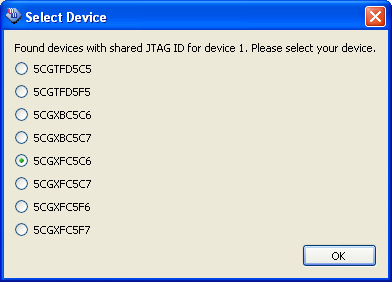 Select Device
Found devices with shared JTAG ID for device 1. Please select your device.
5CGTFD5C5
5CGTFD5F5
5CGXBC5C6
5CGXBC5C7
5CGXFC5C6
5CGXFC5C7
5CGXFC5F6
5CGXFC5F7
OK